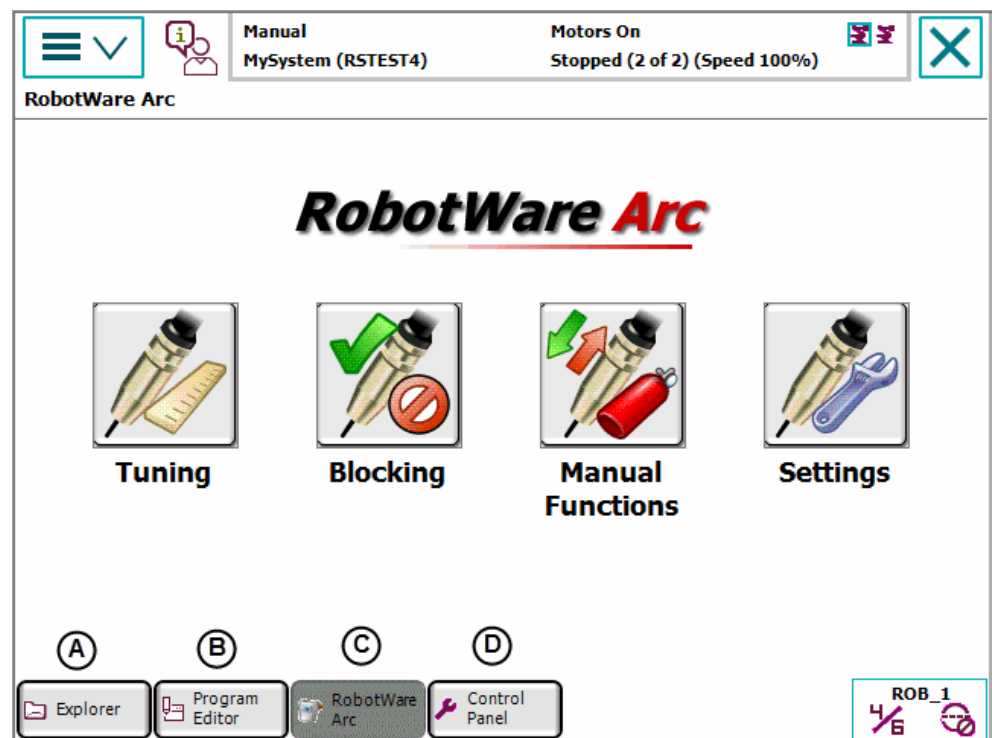 Manual
MySystem (RSTEST4)
Motors On
Stopped (2 of 2) (Speed 100%)
RobotWare Arc
RobotWare Arc
Tuning
Blocking
Manual
Functions
Settings
A
B
C
D
Explorer
Program
Editor
RobotWare
Arc
Control
Panel
ROB_1